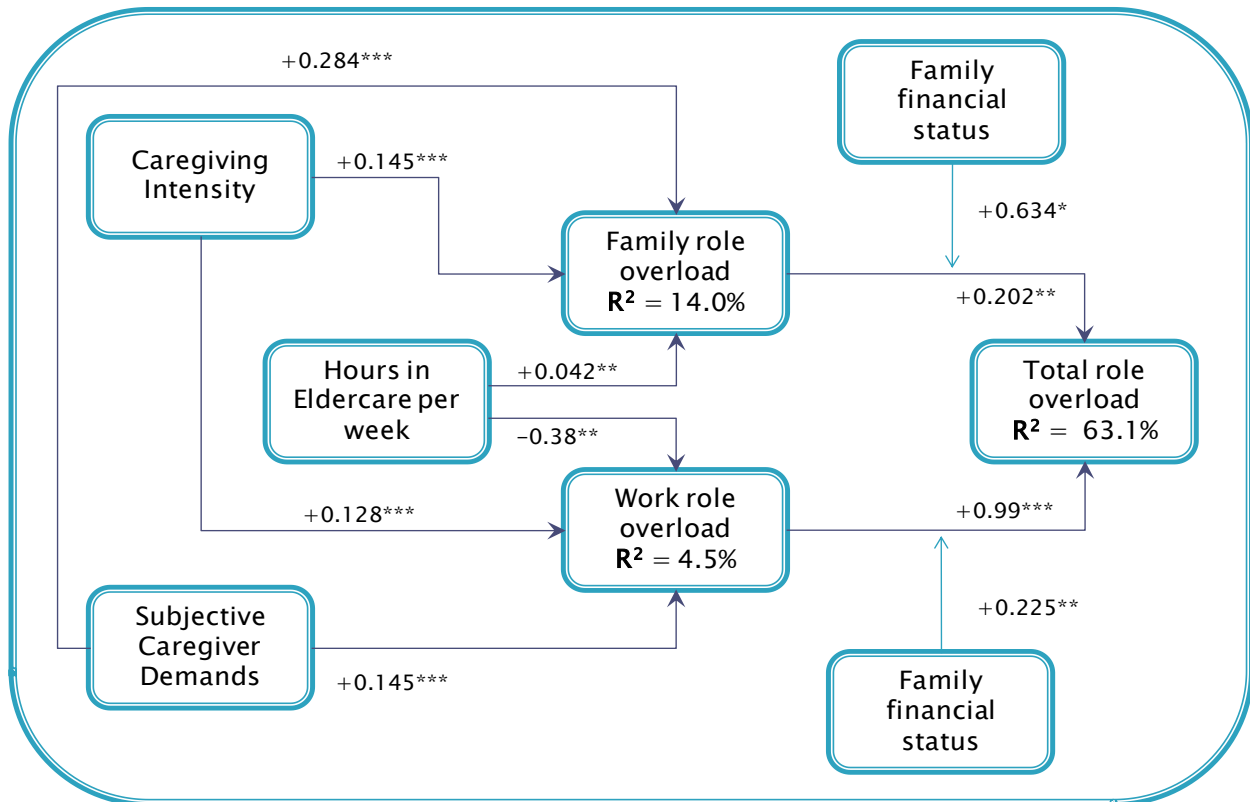 +0.284***
Family
financial
status
Caregiving
Intensity
+0.145***
+0.634*
Family role
overload
R² = 14.0%
+0.202**
Hours in
Eldercare per
week
+0.042**
–0.38**
Total role
overload
R² = 63.1%
+0.128***
Work role
overload
R² = 4.5%
+0.99***
Subjective
Caregiver
Demands
+0.145***
+0.225**
Family
financial
status